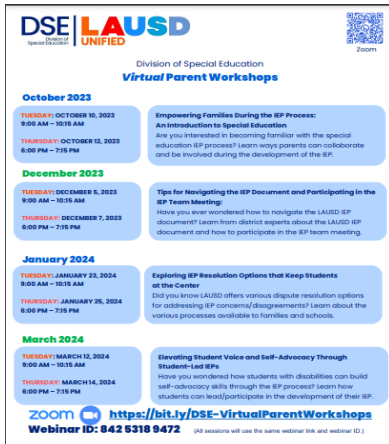 DSE LAUSD
Division of
Special Education
UNIFIED
Zoom
Division of Special Education
Virtual Parent Workshops
October 2023
TUESDAY: OCTOBER 10, 2023
9:00 AM – 10:15 AM
THURSDAY: OCTOBER 12, 2023
6:00 PM – 7:15 PM
Empowering Families During the IEP Process:
An Introduction to Special Education
Are you interested in becoming familiar with the special
education IEP process? Learn ways parents can collaborate
and be involved during the development of the IEP.
December 2023
TUESDAY: DECEMBER 5, 2023
9:00 AM – 10:15 AM
THURSDAY: DECEMBER 7, 2023
6:00 PM – 7:15 PM
Tips for Navigating the IEP Document and Participating in the
IEP Team Meeting:
Have you ever wondered how to navigate the LAUSD IEP
document? Learn from district experts about the LAUSD IEP
document and how to participate in the IEP team meeting.
January 2024
TUESDAY: JANUARY 23, 2024
9:00 AM – 10:15 AM
THURSDAY: JANUARY 25, 2024
6:00 PM – 7:15 PM
Exploring IEP Resolution Options that Keep Students
at the Center
Did you know LAUSD offers various dispute resolution options
for addressing IEP concerns/disagreements? Learn about the
various processes available to families and schools.
March 2024
TUESDAY: MARCH 12, 2024
9:00 AM – 10:15 AM
THURSDAY: MARCH 14, 2024
6:00 PM – 7:15 PM
Elevating Student Voice and Self-Advocacy Through
Student-Led IEPs
Have you wondered how students with disabilities can build
self-advocacy skills through the IEP process? Learn how
students can lead/participate in the development of their IEP.
zoom https://bit.ly/DSE-VirtualParentWorkshops
Webinar ID: 842 5318 9472 (All sessions will use the same webinar link and webinar ID.)